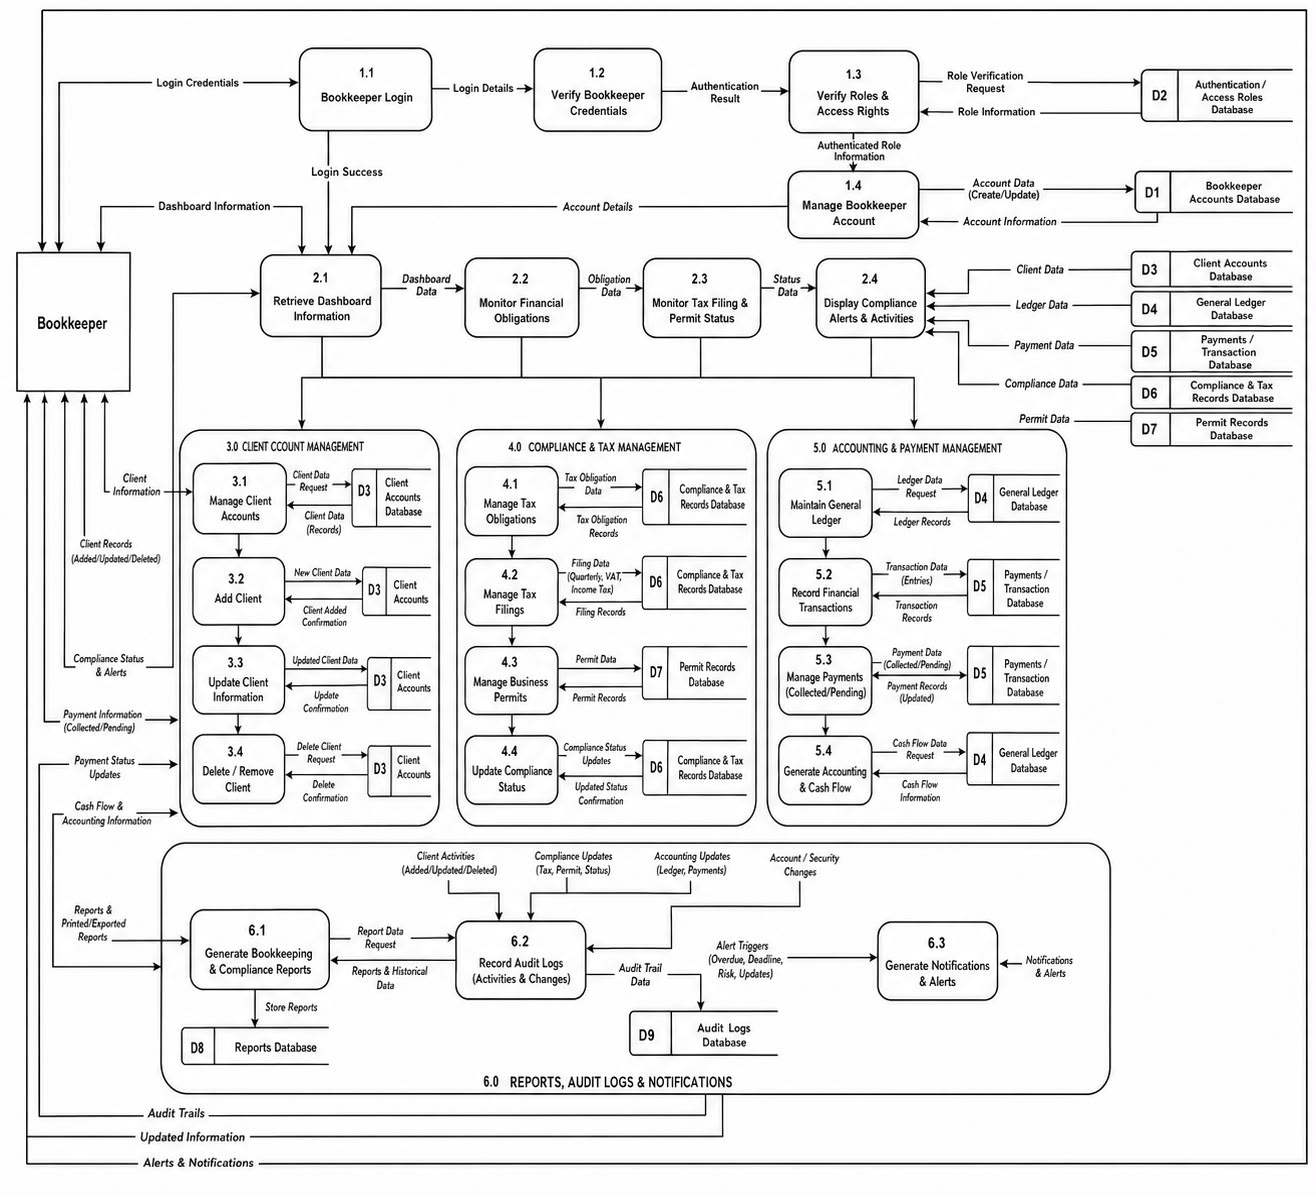 Login Credentials
1.1
Bookkeeper Login
Login Details
1.2
Verify Bookkeeper
Credentials
Authentication
Result
1.3
Verify Roles &
Access Rights
Role Verification
Request
Role Information
D2
Authentication /
Access Roles
Database
Login Success
Authenticated Role
Information
1.4
Manage Bookkeeper
Account
Account Data
(Create/Update)
Account Information
D1
Bookkeeper
Accounts Database
Dashboard Information
Account Details
Bookkeeper
2.1
Retrieve Dashboard
Information
Dashboard
Data
2.2
Monitor Financial
Obligations
Obligation
Data
2.3
Monitor Tax Filing &
Permit Status
Status
Data
2.4
Display Compliance
Alerts & Activities
Client Data
D3
Client Accounts
Database
Ledger Data
D4
General Ledger
Database
Payment Data
D5
Payments /
Transaction
Database
Compliance Data
D6
Compliance & Tax
Records Database
Permit Data
D7
Permit Records
Database
Client
Information
Client Records
(Added/Updated/Deleted)
Compliance Status
& Alerts
Payment Information
(Collected/Pending)
Payment Status
Updates
Cash Flow &
Accounting Information
3.0 CLIENT CCOUNT MANAGEMENT
3.1
Manage Client
Accounts
Client Data
Request
Client Data
(Records)
D3
Client
Accounts
Database
3.2
Add Client
New Client Data
Client Added
Confirmation
D3
Client
Accounts
3.3
Update Client
Information
Updated Client Data
Update
Confirmation
D3
Client
Accounts
3.4
Delete / Remove
Client
Delete Client
Request
Delete
Confirmation
D3
Client
Accounts
4.0 COMPLIANCE & TAX MANAGEMENT
4.1
Manage Tax
Obligations
Tax Obligation
Data
Tax Obligation
Records
D6
Compliance & Tax
Records Database
4.2
Manage Tax
Filings
Filing Data
(Quarterly, VAT,
Income Tax)
Filing Records
D6
Compliance & Tax
Records Database
4.3
Manage Business
Permits
Permit Data
Permit Records
D7
Permit Records
Database
4.4
Update Compliance
Status
Compliance Status
Updates
Updated Status
Confirmation
D6
Compliance & Tax
Records Database
5.0 ACCOUNTING & PAYMENT MANAGEMENT
5.1
Maintain General
Ledger
Ledger Data
Request
Ledger Records
D4
General Ledger
Database
5.2
Record Financial
Transactions
Transaction Data
(Entries)
Transaction
Records
D5
Payments /
Transaction
Database
5.3
Manage Payments
(Collected/Pending)
Payment Data
(Collected/Pending)
Payment Records
(Updated)
D5
Payments /
Transaction
Database
5.4
Generate Accounting
& Cash Flow
Cash Flow Data
Request
Cash Flow
Information
D4
General Ledger
Database
Client Activities
(Added/Updated/Deleted)
Compliance Updates
(Tax, Permit, Status)
Accounting Updates
(Ledger, Payments)
Account / Security
Changes
Reports &
Printed/Exported
Reports
6.1
Generate Bookkeeping
& Compliance Reports
Report Data
Request
Reports & Historical
Data
6.2
Record Audit Logs
(Activities & Changes)
Audit Trail
Data
Alert Triggers
(Overdue, Deadline,
Risk, Updates)
6.3
Generate Notifications
& Alerts
Notifications
& Alerts
Store Reports
D8
Reports Database
D9
Audit Logs
Database
6.0 REPORTS, AUDIT LOGS & NOTIFICATIONS
Audit Trails
Updated Information
Alerts & Notifications